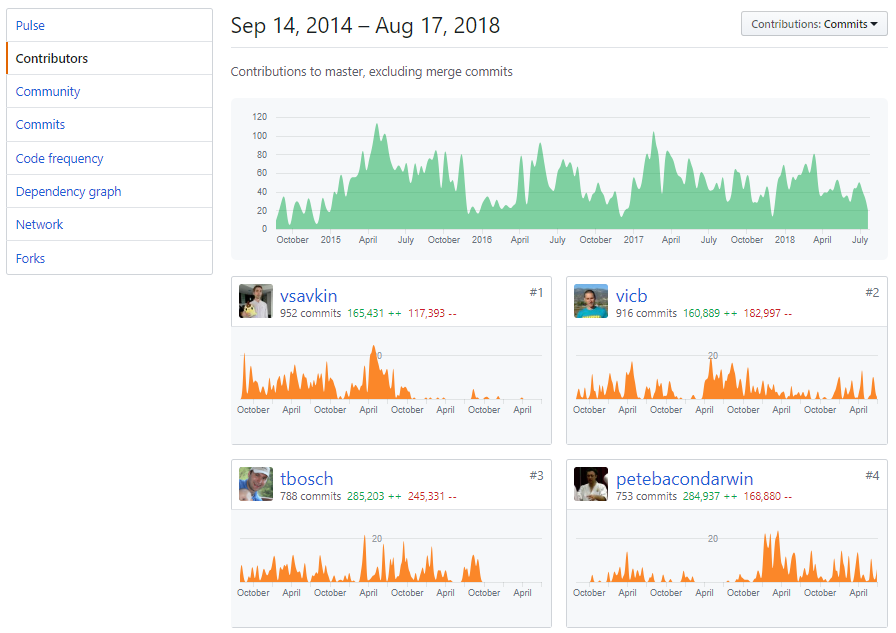 Pulse
Contributors
Community
Commits
Code frequency
Dependency graph
Network
Forks
Sep 14, 2014 – Aug 17, 2018
Contributions: Commits
Contributions to master, excluding merge commits
120
100
80
60
40
20
0
October 2015 April July October 2016 April July October 2017 April July October 2018 April July
vsavkin #1
952 commits 165,431 ++ 117,393 --
October April October April October April October April
vicb #2
916 commits 160,889 ++ 182,997 --
20
October April October April October April October April
tbosch #3
788 commits 285,203 ++ 245,331 --
20
October April October April October April October April
petebacondarwin #4
753 commits 284,937 ++ 168,880 --
20
October April October April October April October April